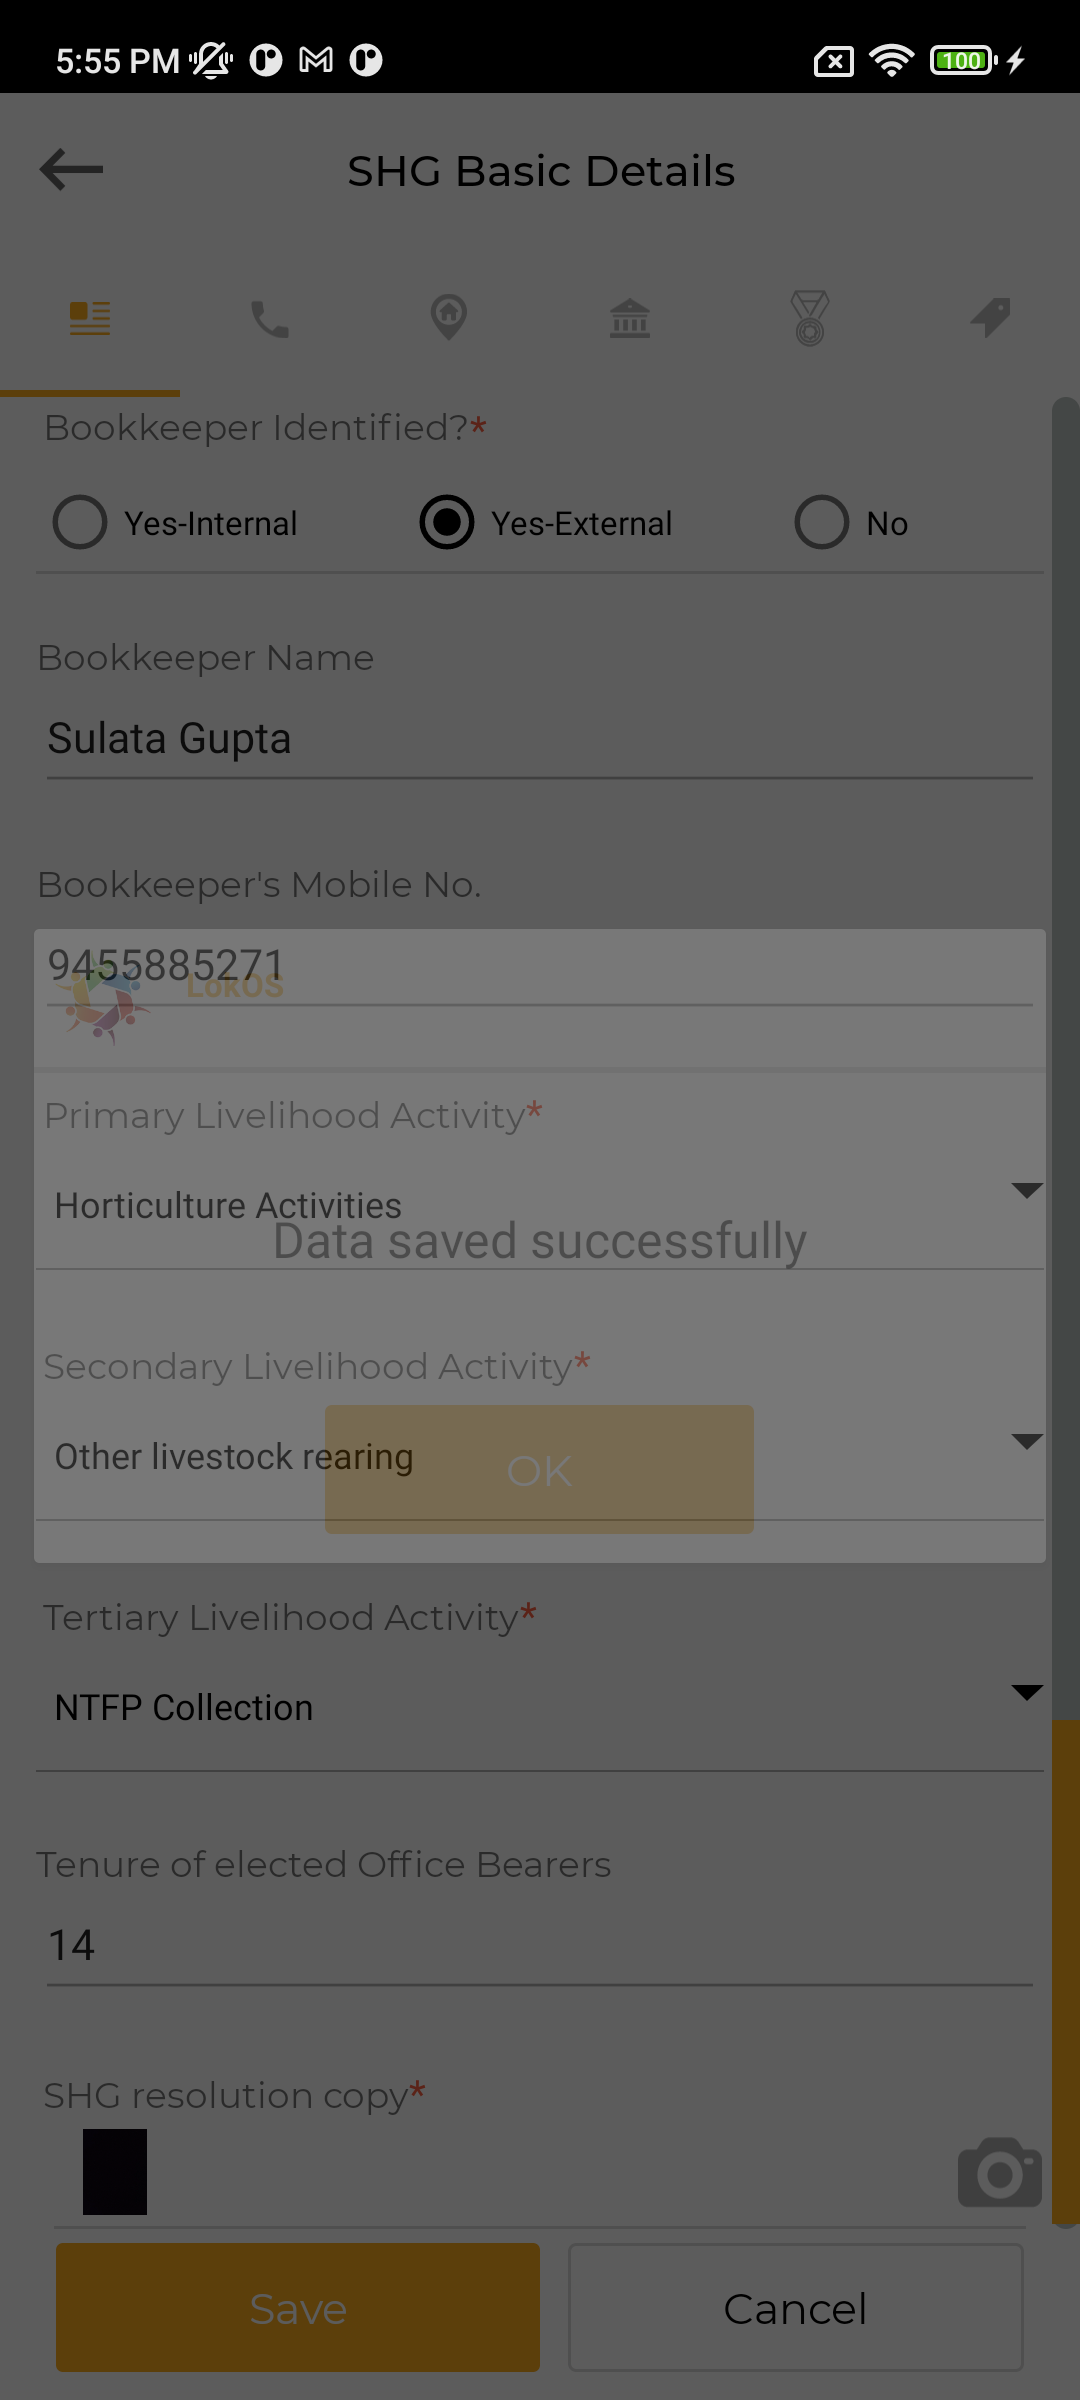 5:55 PM
100
SHG Basic Details
Bookkeeper Identified?*
Yes-Internal
Yes-External
No
Bookkeeper Name
Sulata Gupta
Bookkeeper's Mobile No.
9455885271
LokOS
Primary Livelihood Activity*
Horticulture Activities
Data saved successfully
Secondary Livelihood Activity*
Other livestock rearing
OK
Tertiary Livelihood Activity*
NTFP Collection
Tenure of elected Office Bearers
14
SHG resolution copy*
Save
Cancel